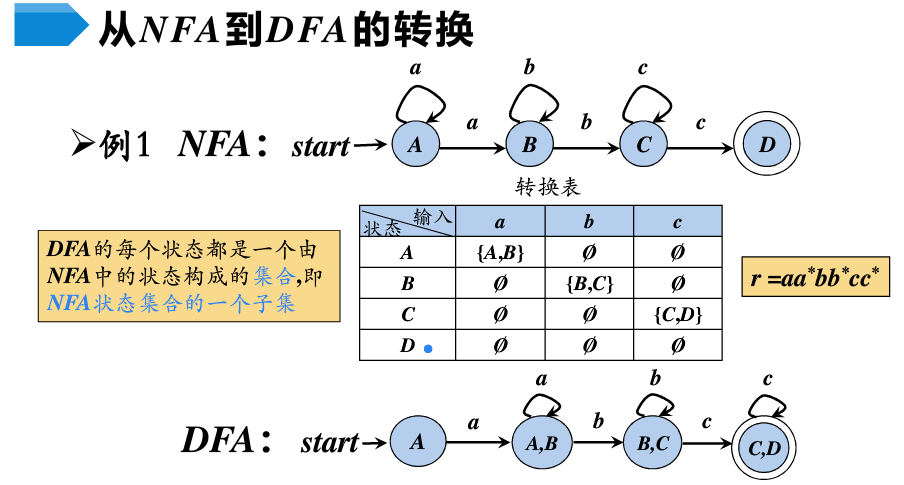 从NFA到DFA的转换
a b c
➢例1 NFA：start A a B b C c D
转换表
输入 状态 a b c
A {A,B} Ø Ø
B Ø {B,C} Ø
C Ø Ø {C,D}
D Ø Ø Ø
DFA的每个状态都是一个由
NFA中的状态构成的集合,即
NFA状态集合的一个子集
r =aa*bb*cc*
a b c
DFA：start A a A,B b B,C c C,D